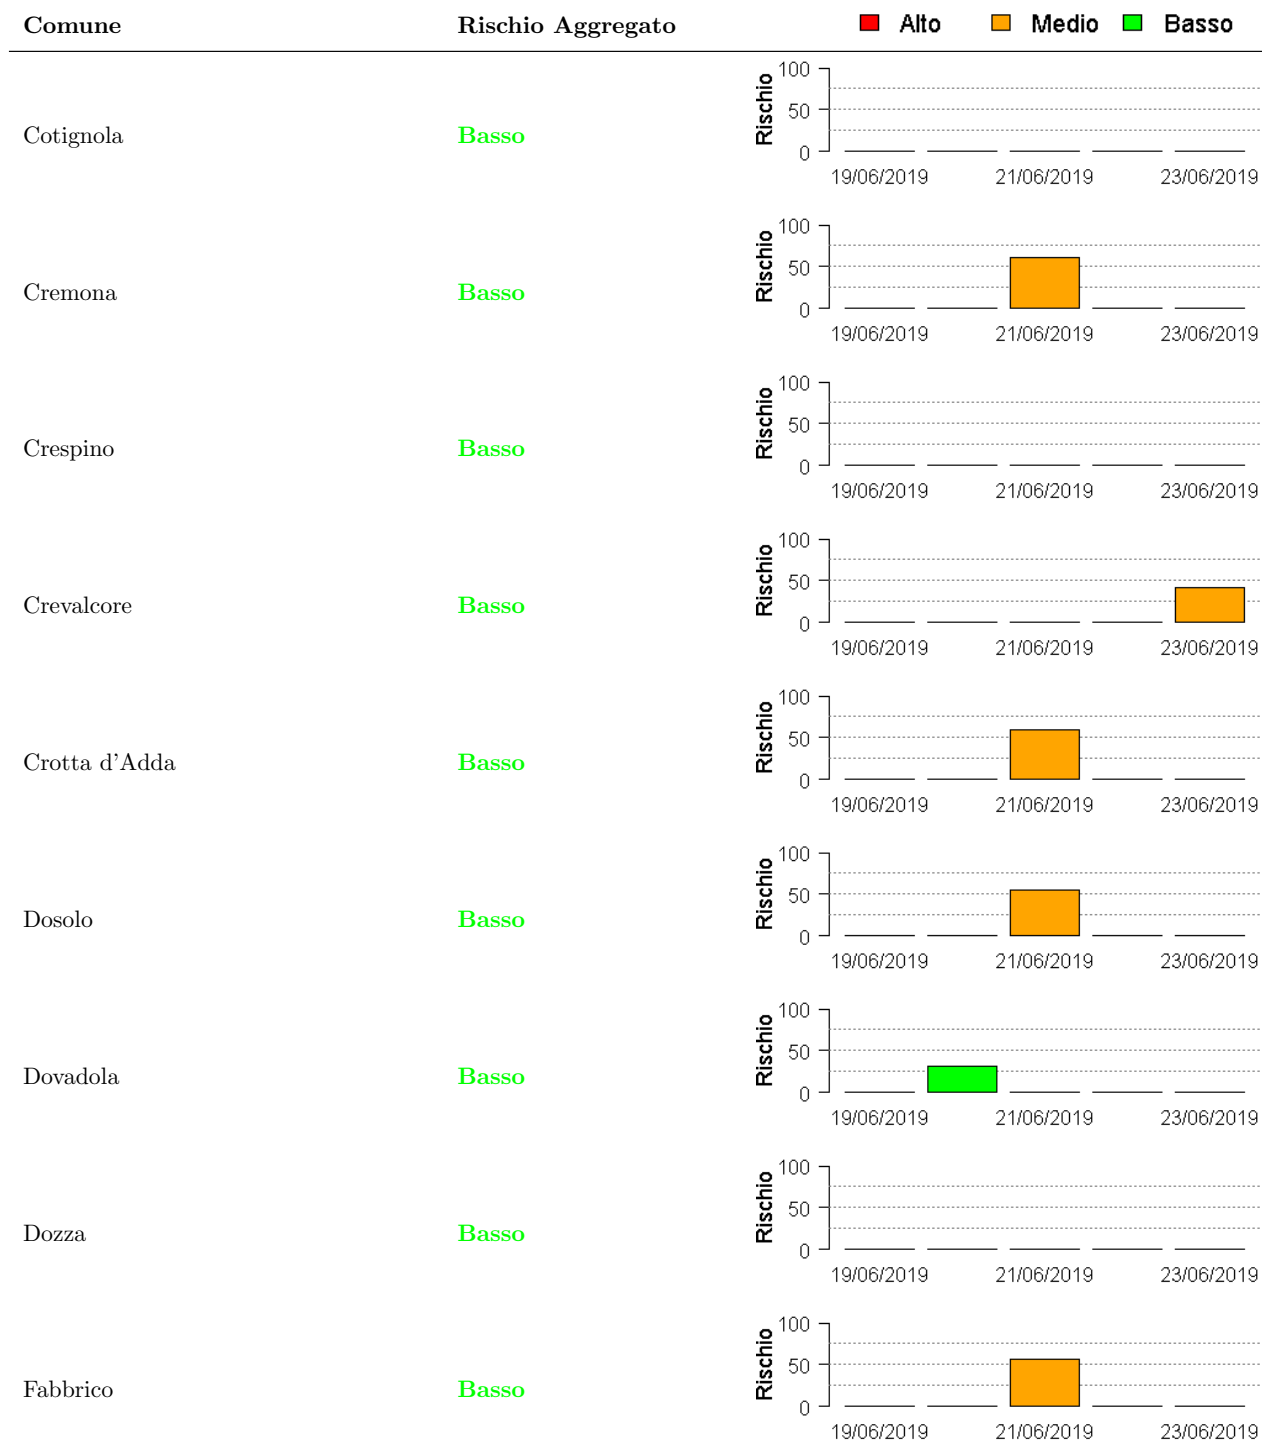 Comune Rischio Aggregato Alto Medio Basso
Cotignola Basso
Rischio
100
50
0
19/06/2019 21/06/2019 23/06/2019
Cremona Basso
Rischio
100
50
0
19/06/2019 21/06/2019 23/06/2019
Crespino Basso
Rischio
100
50
0
19/06/2019 21/06/2019 23/06/2019
Crevalcore Basso
Rischio
100
50
0
19/06/2019 21/06/2019 23/06/2019
Crotta d'Adda Basso
Rischio
100
50
0
19/06/2019 21/06/2019 23/06/2019
Dosolo Basso
Rischio
100
50
0
19/06/2019 21/06/2019 23/06/2019
Dovadola Basso
Rischio
100
50
0
19/06/2019 21/06/2019 23/06/2019
Dozza Basso
Rischio
100
50
0
19/06/2019 21/06/2019 23/06/2019
Fabbrico Basso
Rischio
100
50
0
19/06/2019 21/06/2019 23/06/2019